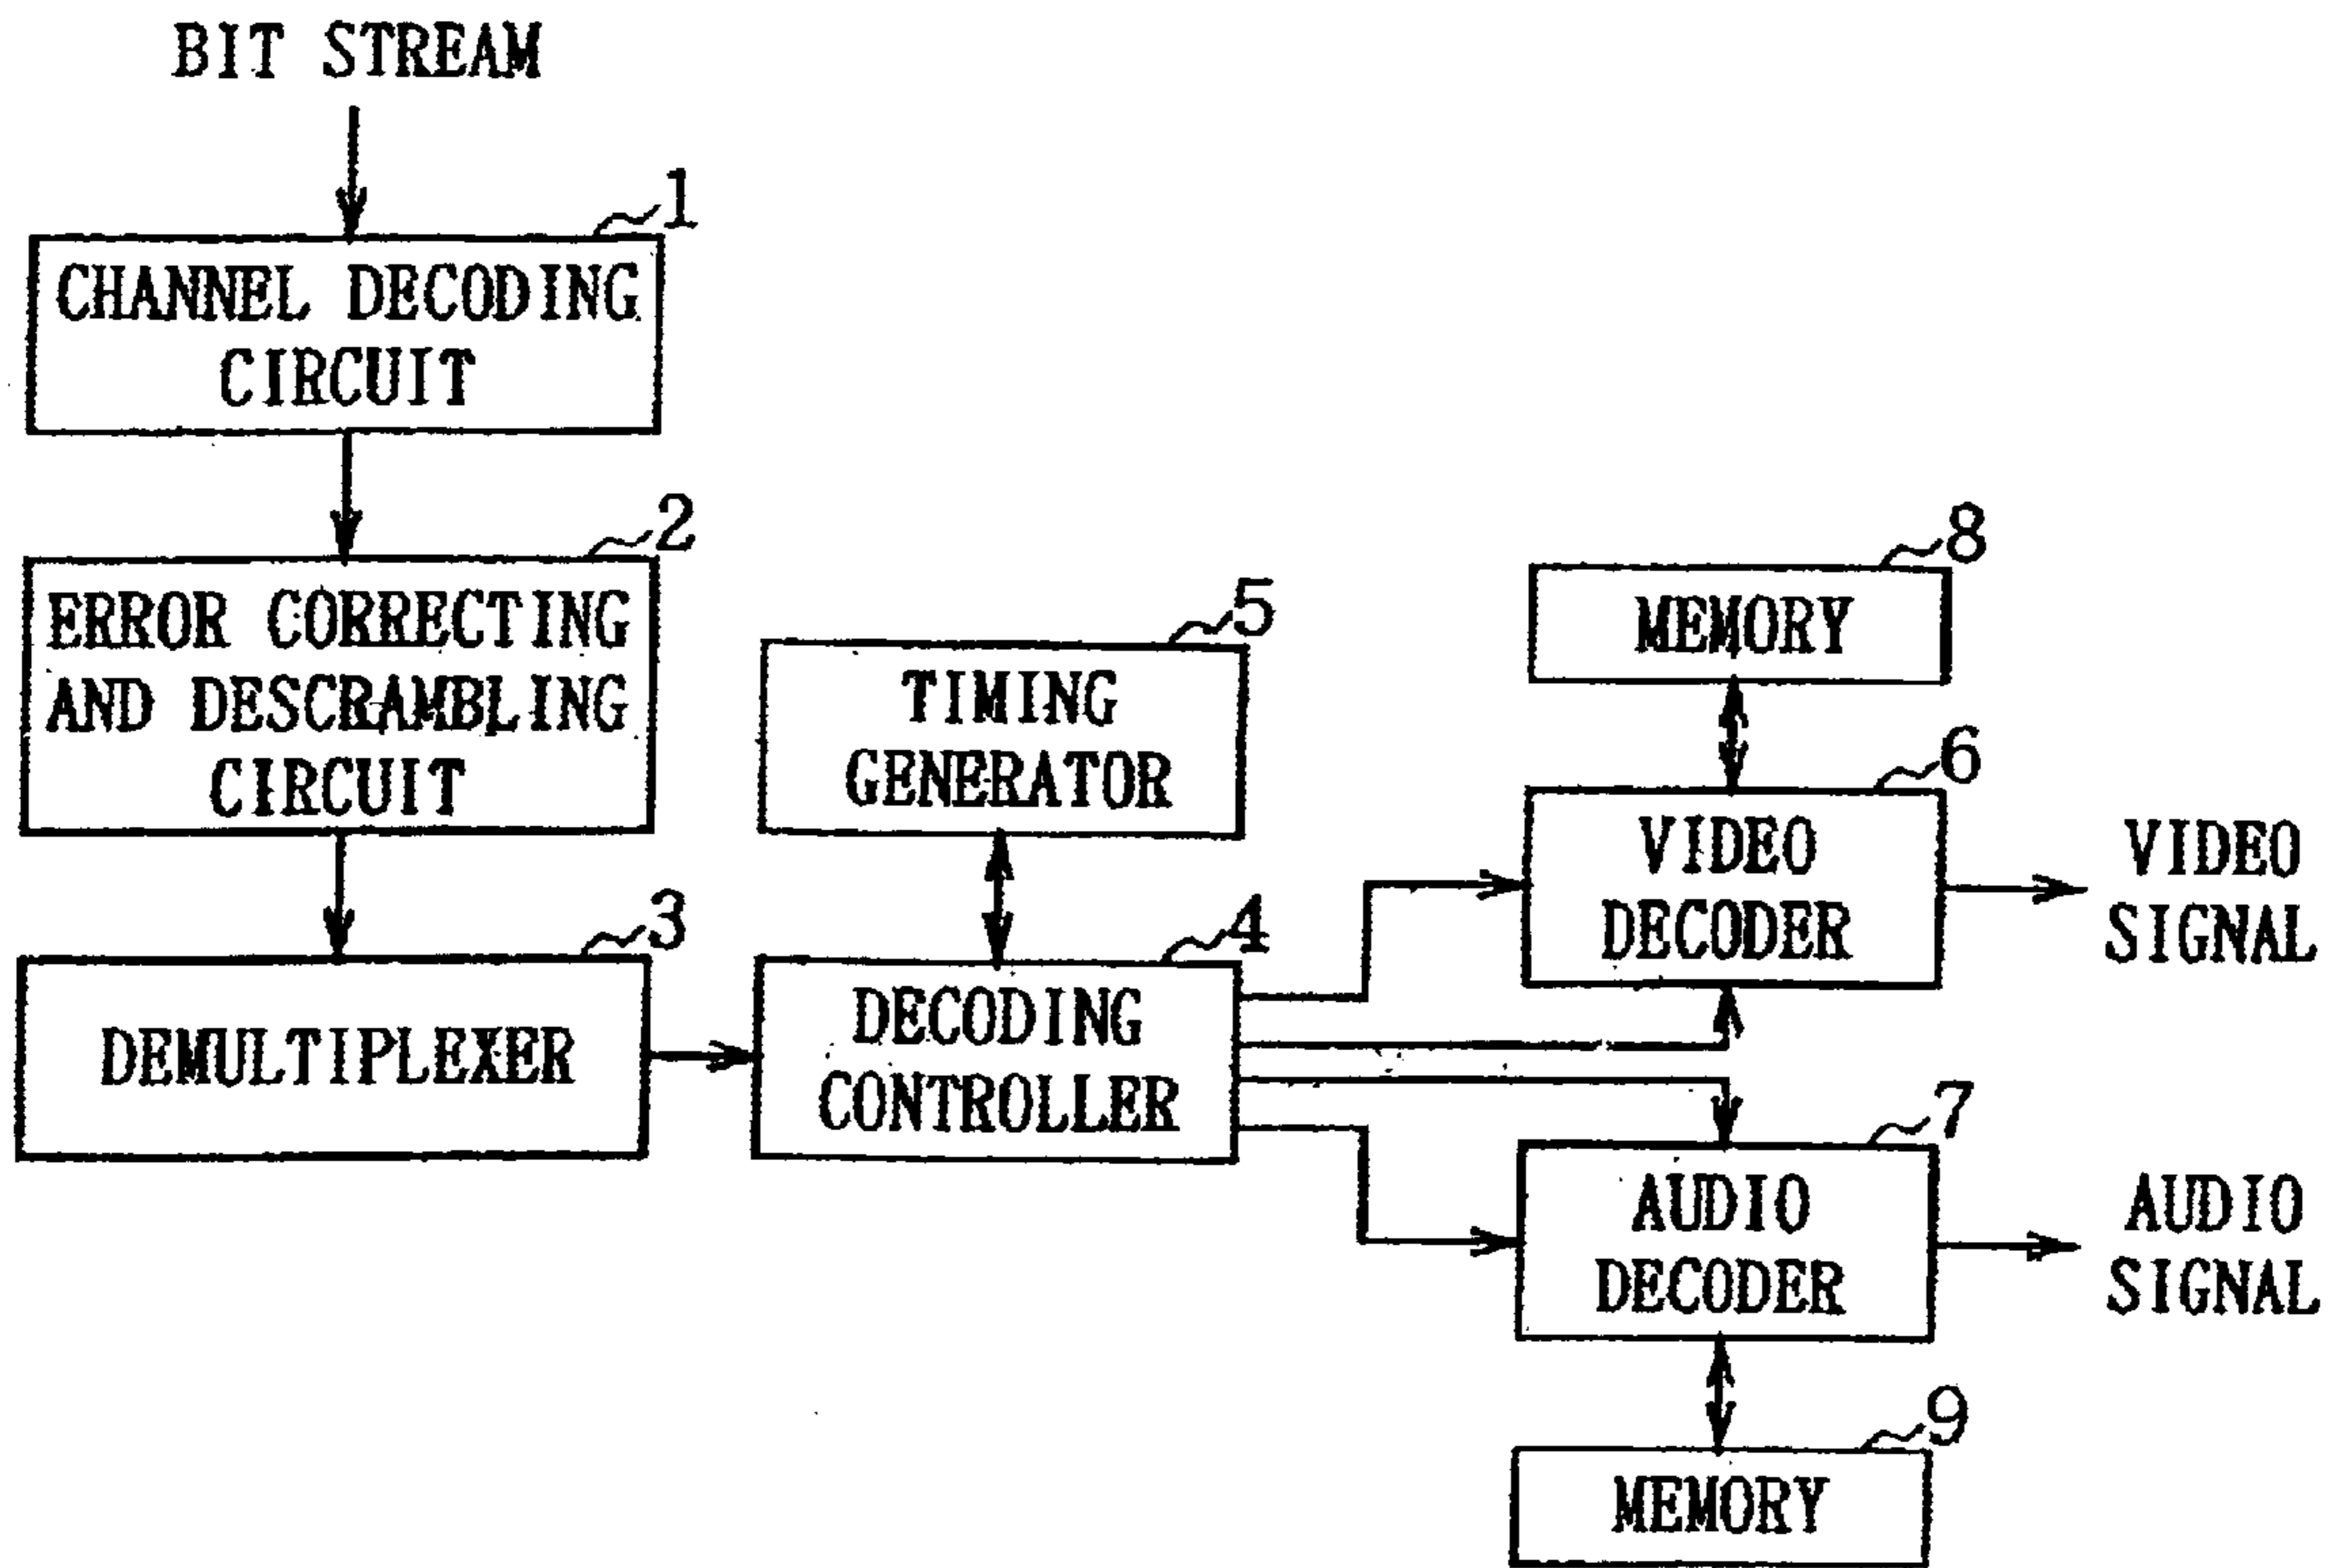 BIT STREAM
1
CHANNEL DECODING
CIRCUIT
2
ERROR CORRECTING
AND DESCRAMBLING
CIRCUIT
3
DEMULTIPLEXER
5
TIMING
GENERATOR
4
DECODING
CONTROLLER
8
MEMORY
6
VIDEO
DECODER
VIDEO
SIGNAL
7
AUDIO
DECODER
AUDIO
SIGNAL
9
MEMORY